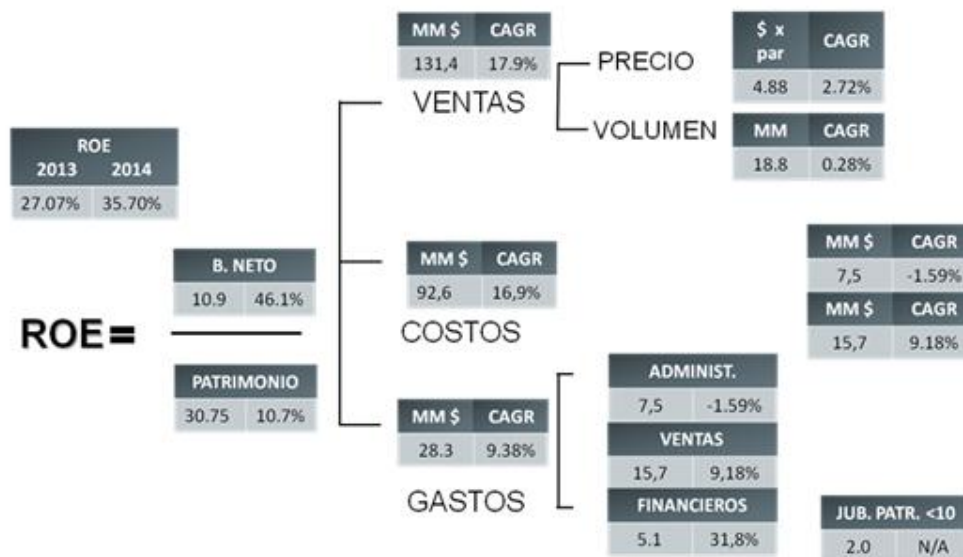 MM $ CAGR
131,4 17.9%
VENTAS
PRECIO
$ x par CAGR
4.88 2.72%
VOLUMEN
MM CAGR
18.8 0.28%
ROE
2013 2014
27.07% 35.70%
ROE=
B. NETO
10.9 46.1%
PATRIMONIO
30.75 10.7%
MM $ CAGR
92,6 16,9%
COSTOS
MM $ CAGR
7,5 -1.59%
MM $ CAGR
15,7 9.18%
MM $ CAGR
28.3 9.38%
GASTOS
ADMINIST.
7,5 -1.59%
VENTAS
15,7 9,18%
FINANCIEROS
5.1 31,8%
JUB. PATR. <10
2.0 N/A